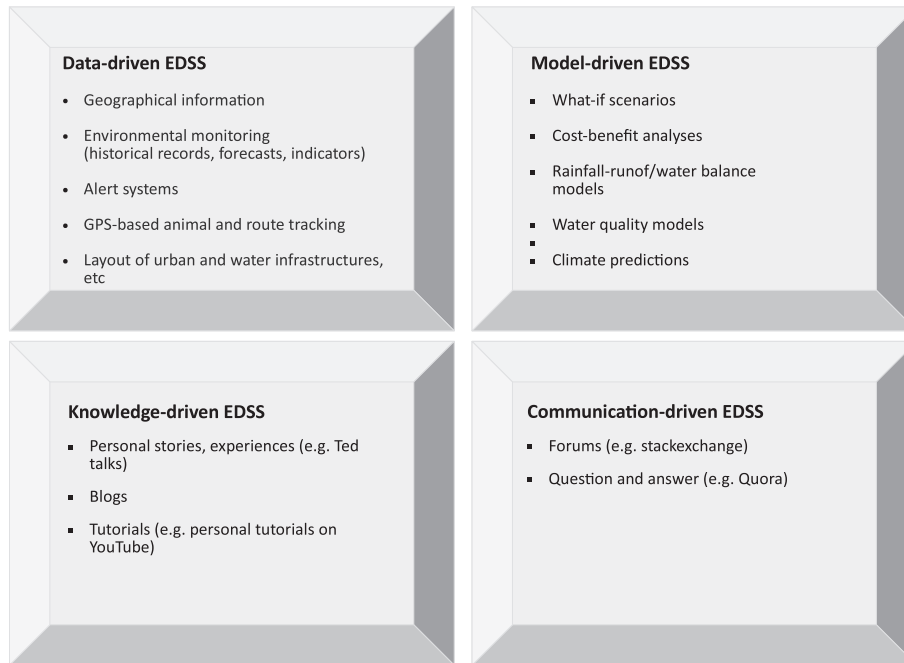 Data-driven EDSS
• Geographical information
• Environmental monitoring
(historical records, forecasts, indicators)
• Alert systems
• GPS-based animal and route tracking
• Layout of urban and water infrastructures,
etc
Model-driven EDSS
▪ What-if scenarios
▪ Cost-benefit analyses
▪ Rainfall-runof/water balance
models
▪ Water quality models
▪
▪ Climate predictions
Knowledge-driven EDSS
▪ Personal stories, experiences (e.g. Ted
talks)
▪ Blogs
▪ Tutorials (e.g. personal tutorials on
YouTube)
Communication-driven EDSS
▪ Forums (e.g. stackexchange)
▪ Question and answer (e.g. Quora)